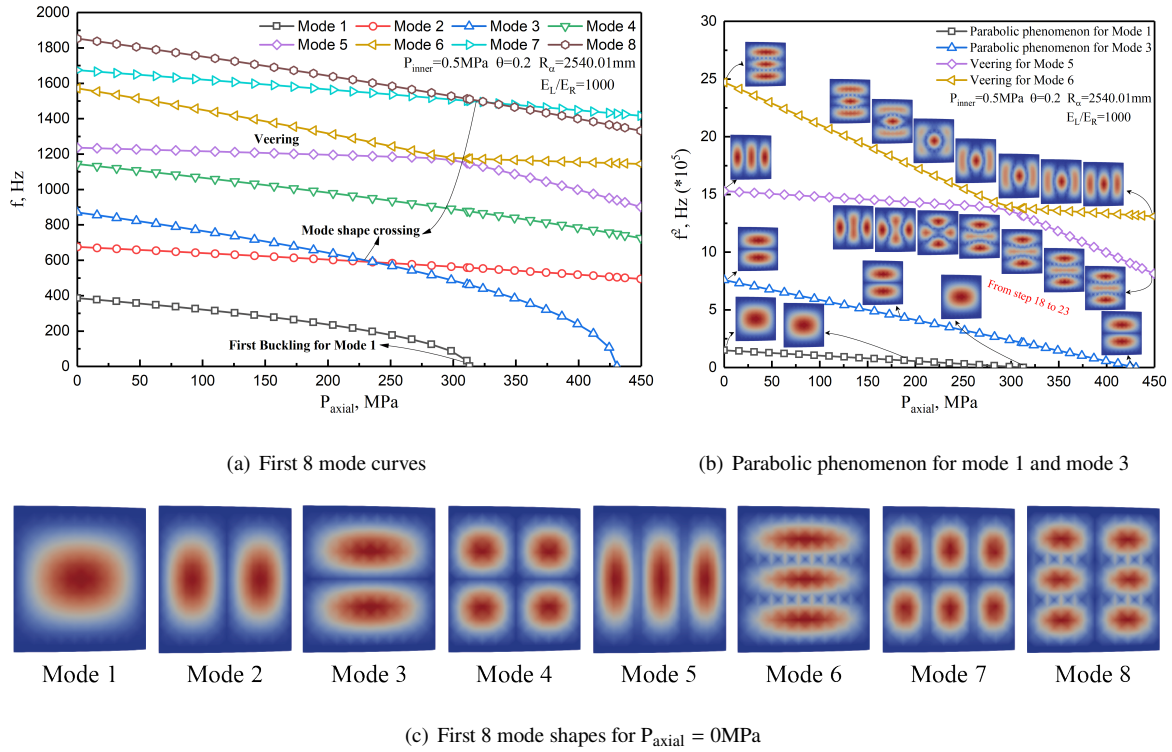 2000
1800
1600
1400
1200
1000
800
600
400
200
0
f, Hz
Mode 1 Mode 2 Mode 3 Mode 4
Mode 5 Mode 6 Mode 7 Mode 8
P_inner=0.5MPa θ=0.2 R_α=2540.01mm
E_L/E_R=1000
Veering
Mode shape crossing
First Buckling for Mode 1
0 50 100 150 200 250 300 350 400 450
P_axial, MPa
(a) First 8 mode curves
30
25
20
15
10
5
0
f², Hz (*10⁵)
Parabolic phenomenon for Mode 1
Parabolic phenomenon for Mode 3
Veering for Mode 5
Veering for Mode 6
P_inner=0.5MPa θ=0.2 R_α=2540.01mm
E_L/E_R=1000
From step 18 to 23
0 50 100 150 200 250 300 350 400 450
P_axial, MPa
(b) Parabolic phenomenon for mode 1 and mode 3
Mode 1 Mode 2 Mode 3 Mode 4 Mode 5 Mode 6 Mode 7 Mode 8
(c) First 8 mode shapes for P_axial = 0MPa